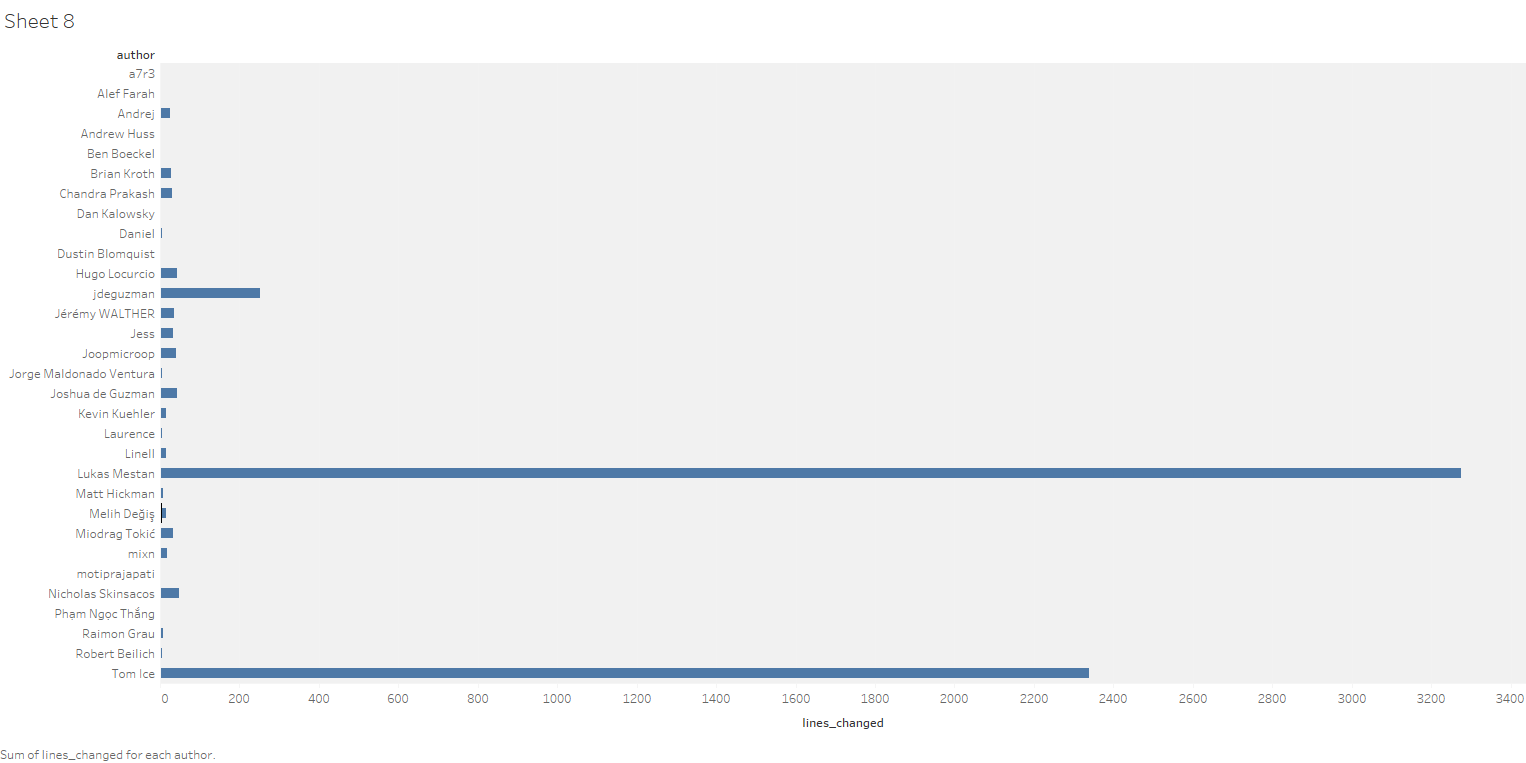 Sheet 8
author
a7r3
Alef Farah
Andrej
Andrew Huss
Ben Boeckel
Brian Kroth
Chandra Prakash
Dan Kalowsky
Daniel
Dustin Blomquist
Hugo Locurcio
jdeguzman
Jérémy WALTHER
Jess
Joopmicroop
Jorge Maldonado Ventura
Joshua de Guzman
Kevin Kuehler
Laurence
Linell
Lukas Mestan
Matt Hickman
Melih Değiş
Miodrag Tokić
mixn
motiprajapati
Nicholas Skinsacos
Phạm Ngọc Thắng
Raimon Grau
Robert Beilich
Tom Ice
0 200 400 600 800 1000 1200 1400 1600 1800 2000 2200 2400 2600 2800 3000 3200 3400
lines_changed
Sum of lines_changed for each author.